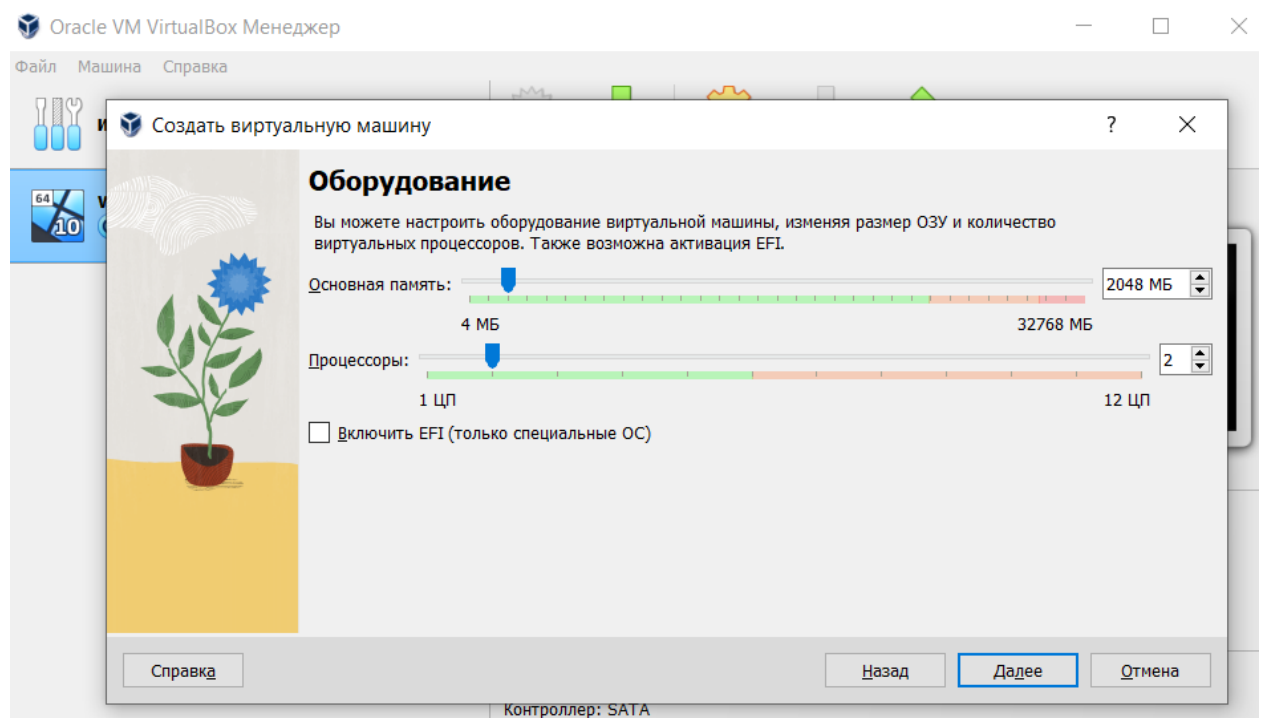 Oracle VM VirtualBox Менеджер
Файл Машина Справка
64
10
Создать виртуальную машину
?
Оборудование
Вы можете настроить оборудование виртуальной машины, изменяя размер ОЗУ и количество
виртуальных процессоров. Также возможна активация EFI.
Основная память:
2048 МБ
4 МБ
32768 МБ
Процессоры:
2
1 ЦП
12 ЦП
Включить EFI (только специальные ОС)
Справка
Назад
Далее
Отмена
Контроллер: SATA